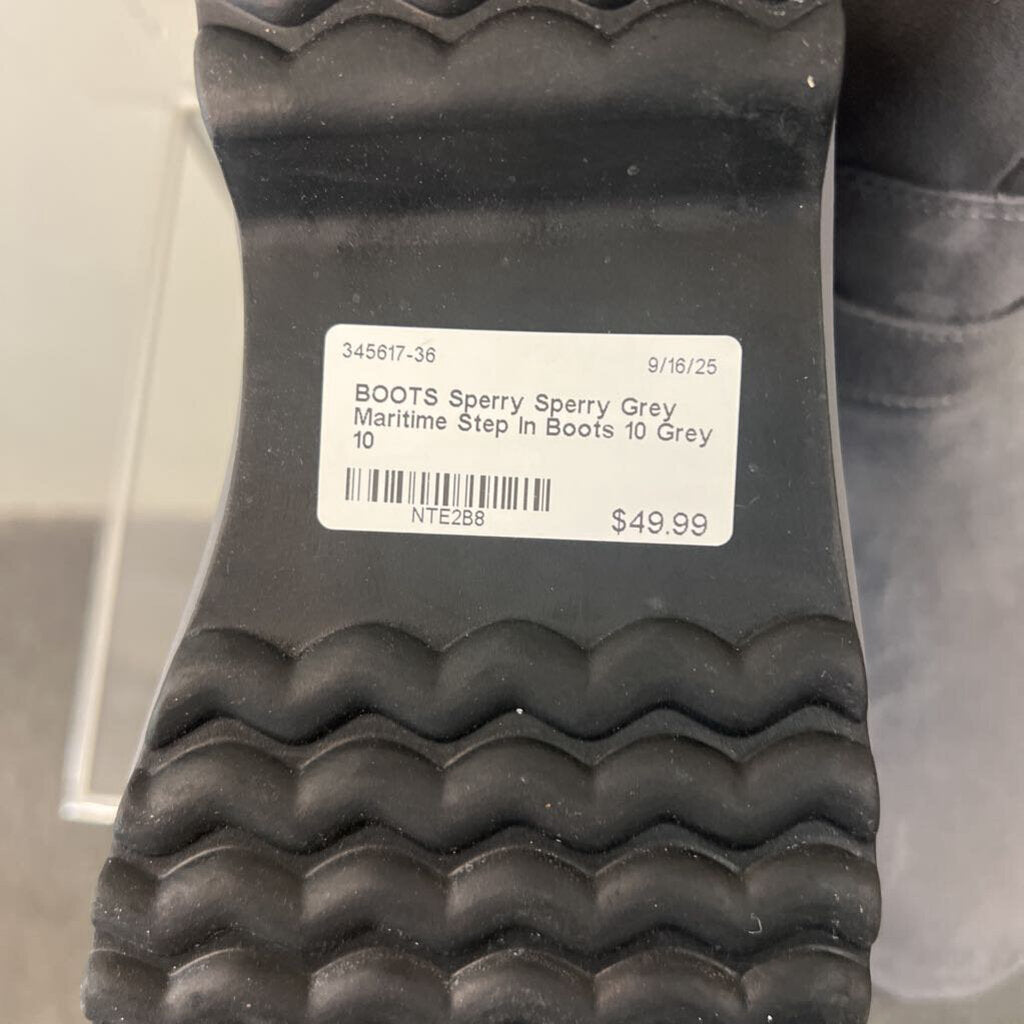 345617-36
9/16/25
BOOTS Sperry Sperry Grey
Maritime Step In Boots 10 Grey
10
NTE2B8
$49.99